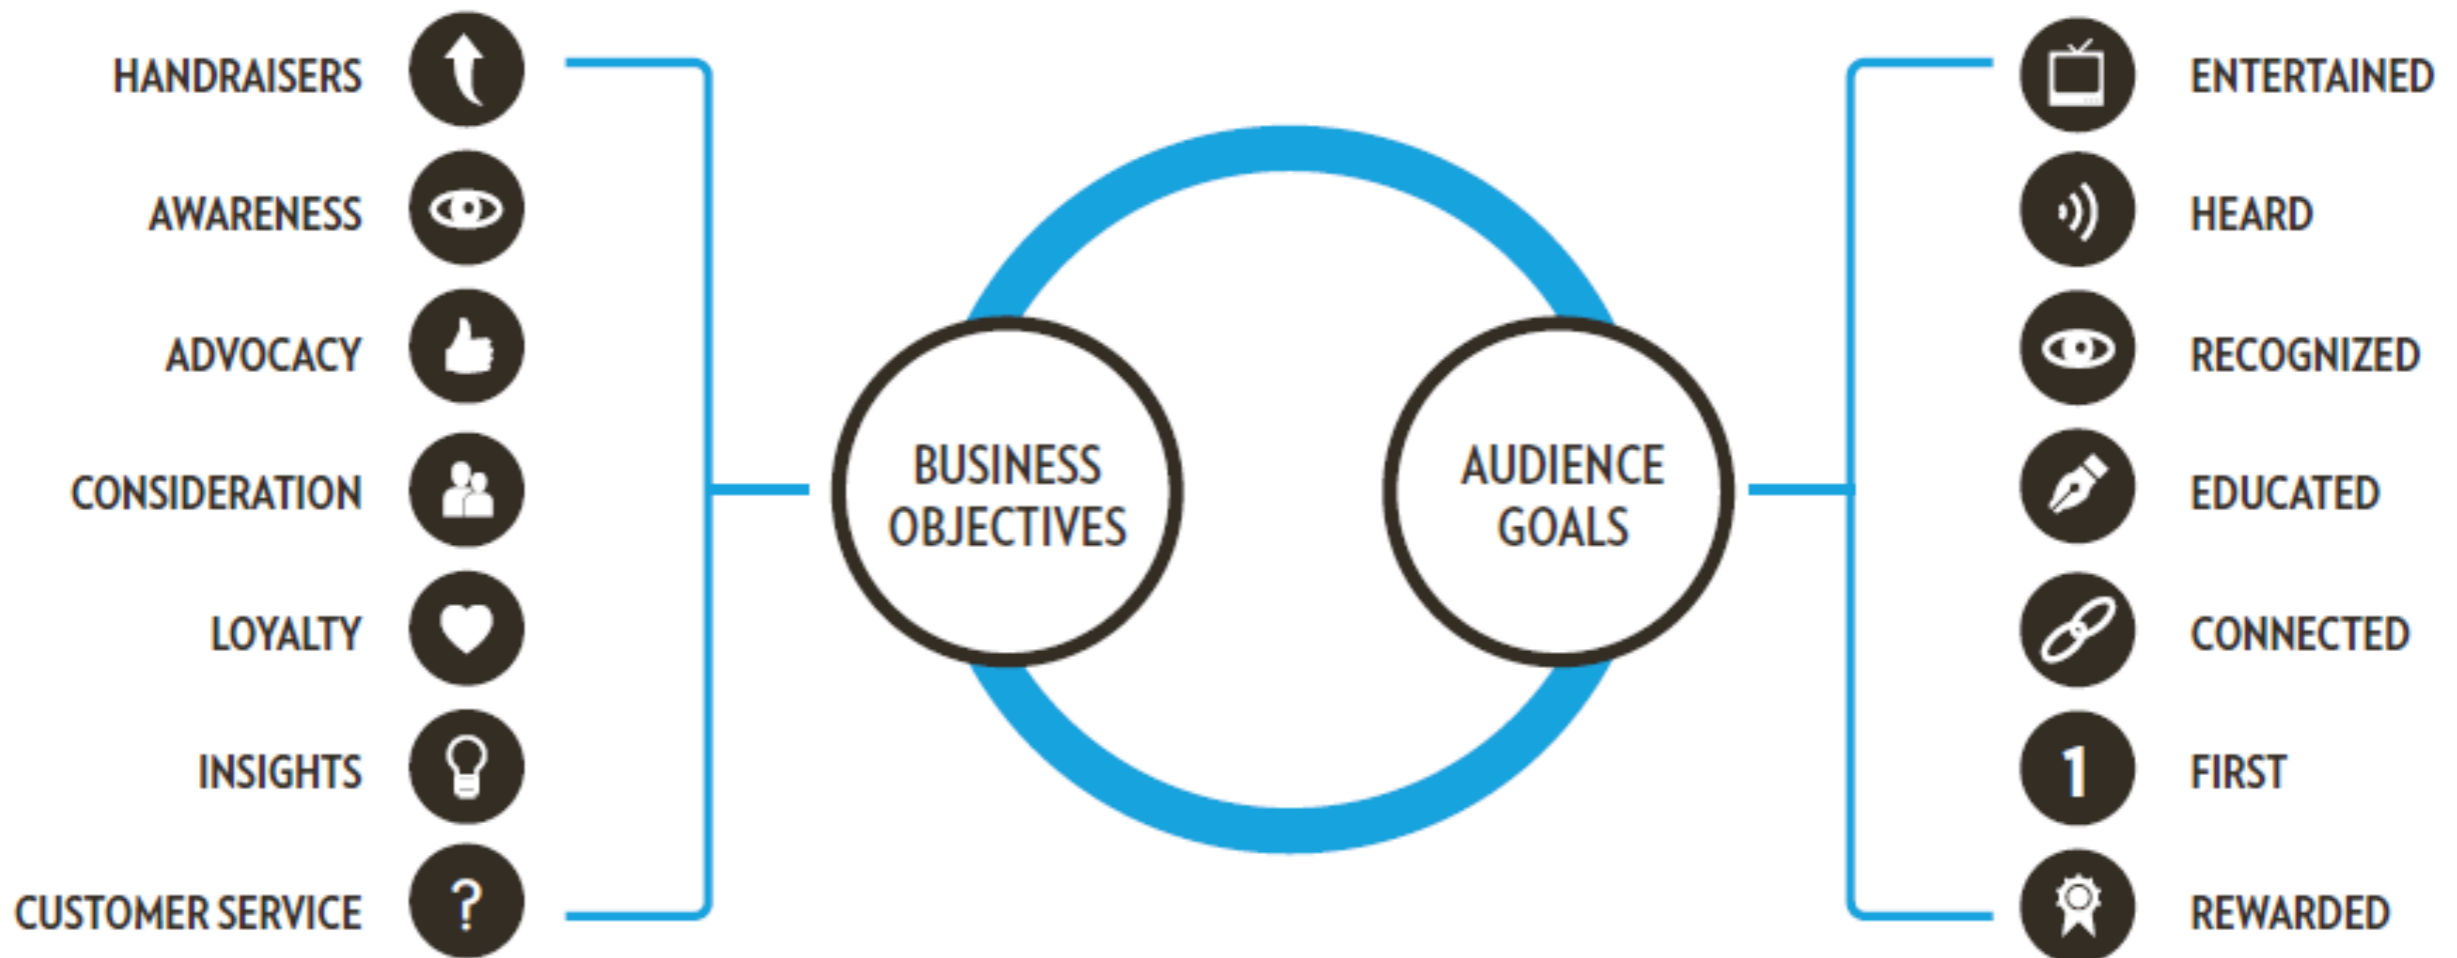 HANDRAISERS
AWARENESS
ADVOCACY
CONSIDERATION
LOYALTY
INSIGHTS
?
CUSTOMER SERVICE
BUSINESS
OBJECTIVES
AUDIENCE
GOALS
ENTERTAINED
HEARD
RECOGNIZED
EDUCATED
CONNECTED
1
FIRST
REWARDED